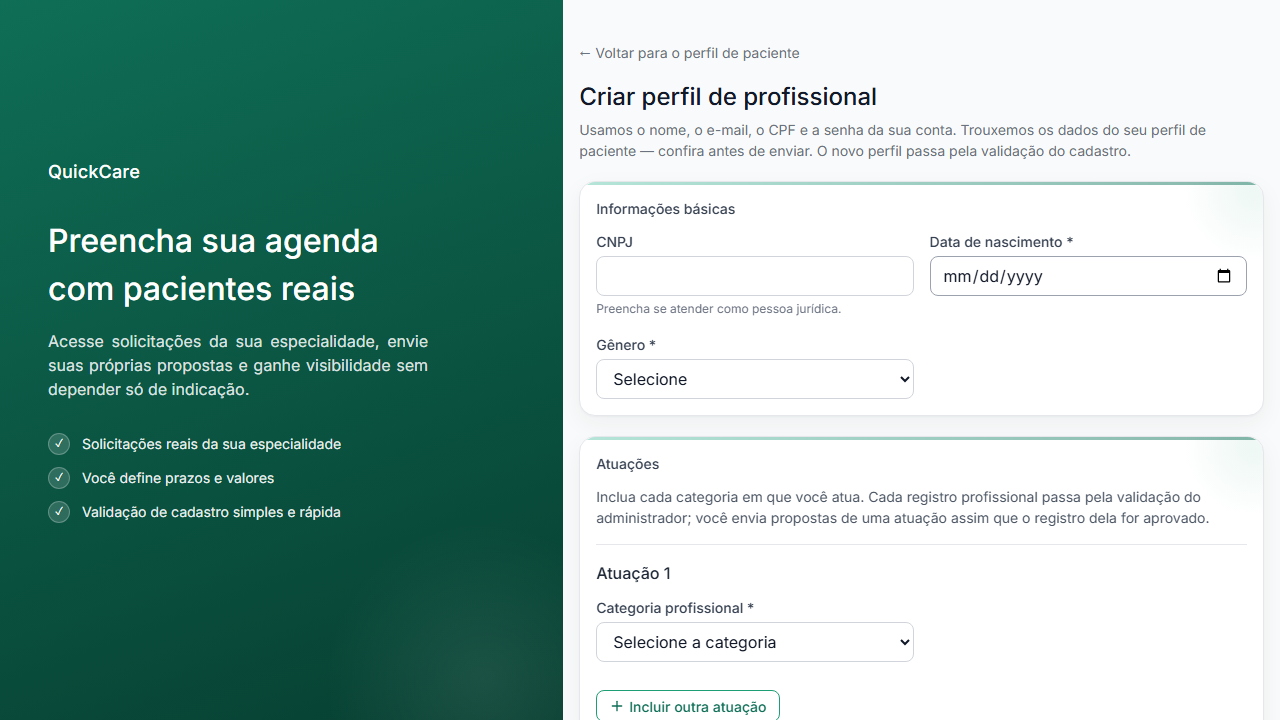 QuickCare
Preencha sua agenda
com pacientes reais
Acesse solicitações da sua especialidade, envie
suas próprias propostas e ganhe visibilidade sem
depender só de indicação.
✓ Solicitações reais da sua especialidade
✓ Você define prazos e valores
✓ Validação de cadastro simples e rápida
← Voltar para o perfil de paciente
Criar perfil de profissional
Usamos o nome, o e-mail, o CPF e a senha da sua conta. Trouxemos os dados do seu perfil de
paciente — confira antes de enviar. O novo perfil passa pela validação do cadastro.
Informações básicas
CNPJ
Preencha se atender como pessoa jurídica.
Data de nascimento *
mm/dd/yyyy
Gênero *
Selecione
Atuações
Inclua cada categoria em que você atua. Cada registro profissional passa pela validação do
administrador; você envia propostas de uma atuação assim que o registro dela for aprovado.
Atuação 1
Categoria profissional *
Selecione a categoria
+ Incluir outra atuação